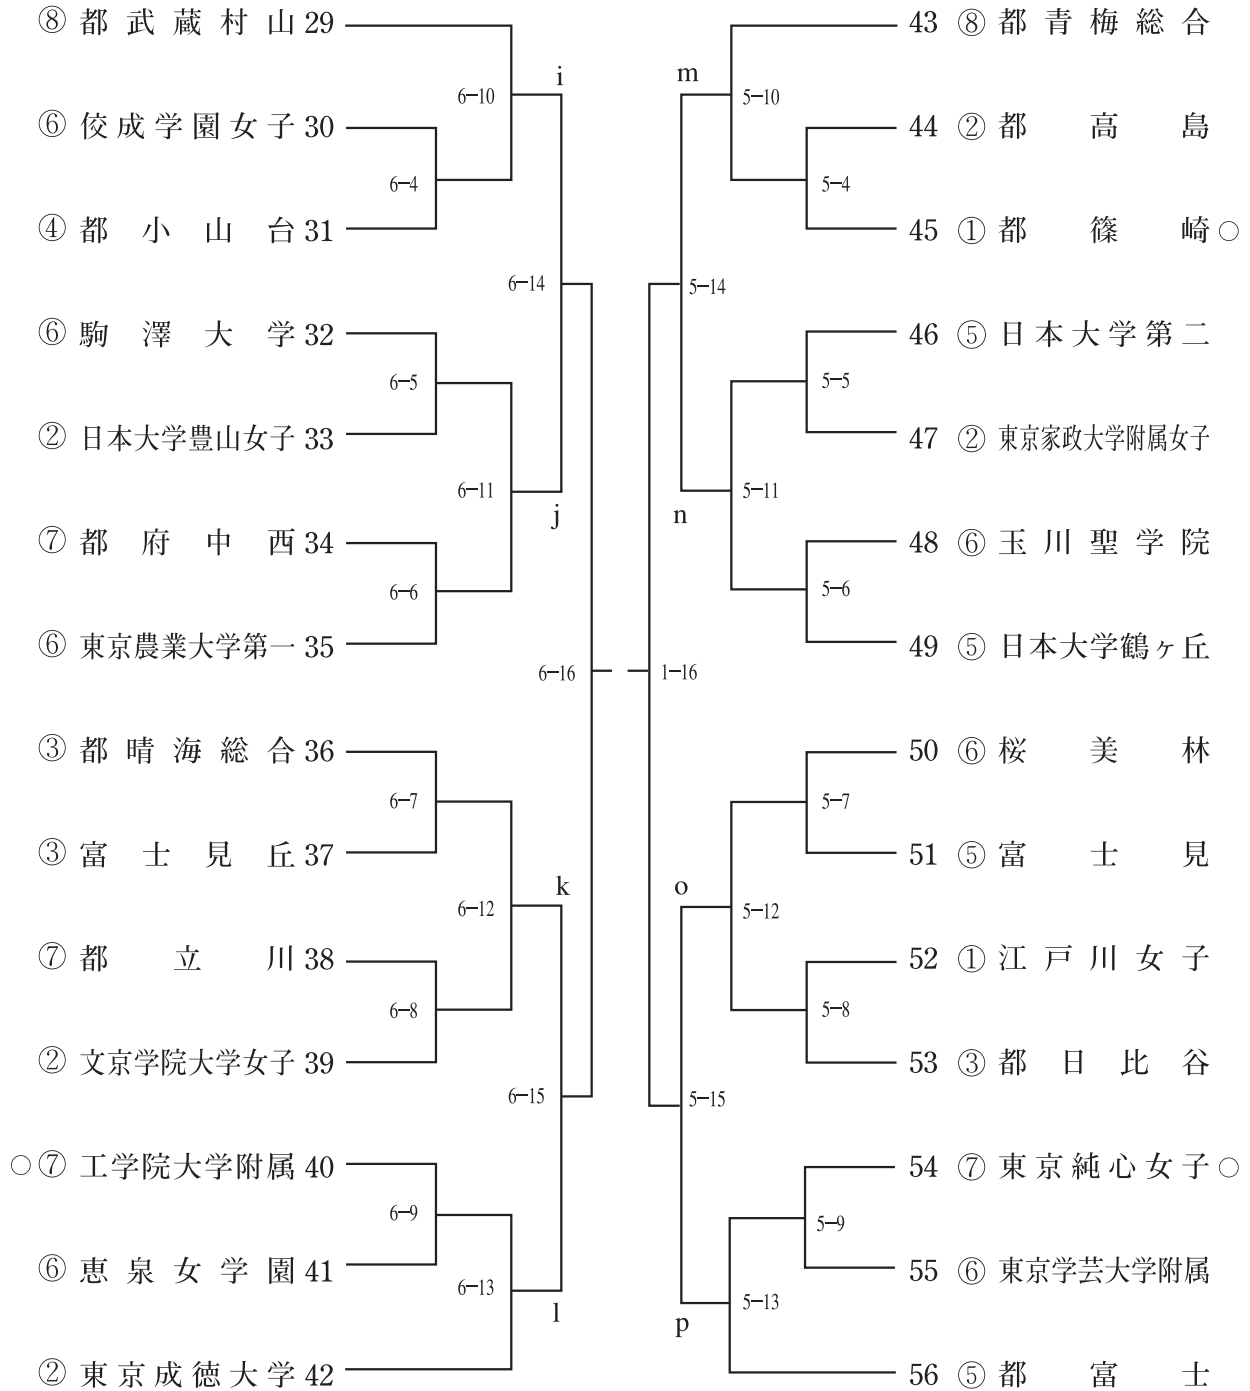 ⑧ 都武蔵村山 29
i
6−10
⑥ 佼成学園女子 30
6−4
④ 都小山台 31
6−14
⑥ 駒澤大学 32
6−5
② 日本大学豊山女子 33
6−11
j
⑦ 都府中西 34
6−6
⑥ 東京農業大学第一 35
6−16
③ 都晴海総合 36
6−7
③ 富士見丘 37
k
6−12
⑦ 都立川 38
6−8
② 文京学院大学女子 39
6−15
○ ⑦ 工学院大学附属 40
6−9
⑥ 恵泉女学園 41
6−13
l
② 東京成徳大学 42
43 ⑧ 都青梅総合
m
5−10
44 ② 都高島
5−4
45 ① 都篠崎 ○
5−14
46 ⑤ 日本大学第二
5−5
47 ② 東京家政大学附属女子
5−11
n
48 ⑥ 玉川聖学院
5−6
49 ⑤ 日本大学鶴ヶ丘
1−16
50 ⑥ 桜美林
5−7
51 ⑤ 富士見
o
5−12
52 ① 江戸川女子
5−8
53 ③ 都日比谷
5−15
54 ⑦ 東京純心女子 ○
5−9
55 ⑥ 東京学芸大学附属
5−13
p
56 ⑤ 都富士